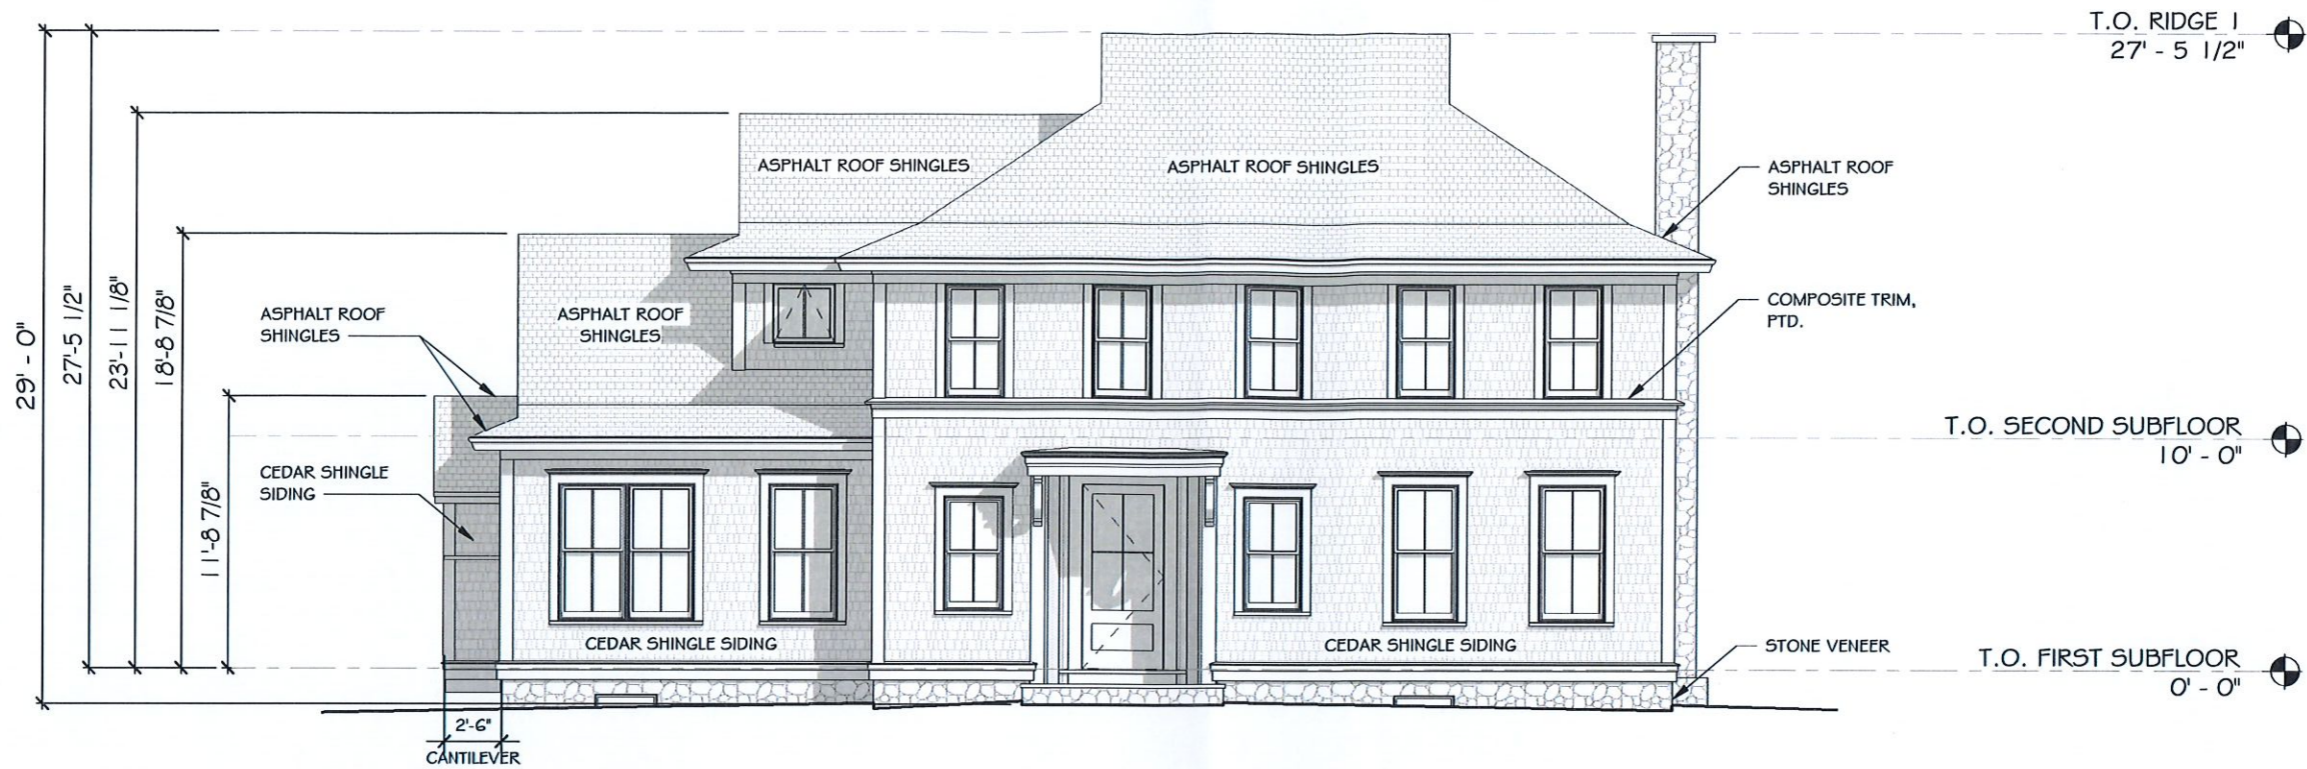 T.O. RIDGE 1
27' - 5 1/2"
ASPHALT ROOF SHINGLES
ASPHALT ROOF SHINGLES
ASPHALT ROOF
SHINGLES
29' - 0"
27'-5 1/2"
23'-11 1/8"
18'-8 7/8"
11'-8 7/8"
ASPHALT ROOF
SHINGLES
ASPHALT ROOF
SHINGLES
COMPOSITE TRIM,
PTD.
T.O. SECOND SUBFLOOR
10' - 0"
CEDAR SHINGLE
SIDING
CEDAR SHINGLE SIDING
CEDAR SHINGLE SIDING
STONE VENEER
T.O. FIRST SUBFLOOR
0' - 0"
2'-6"
CANTILEVER